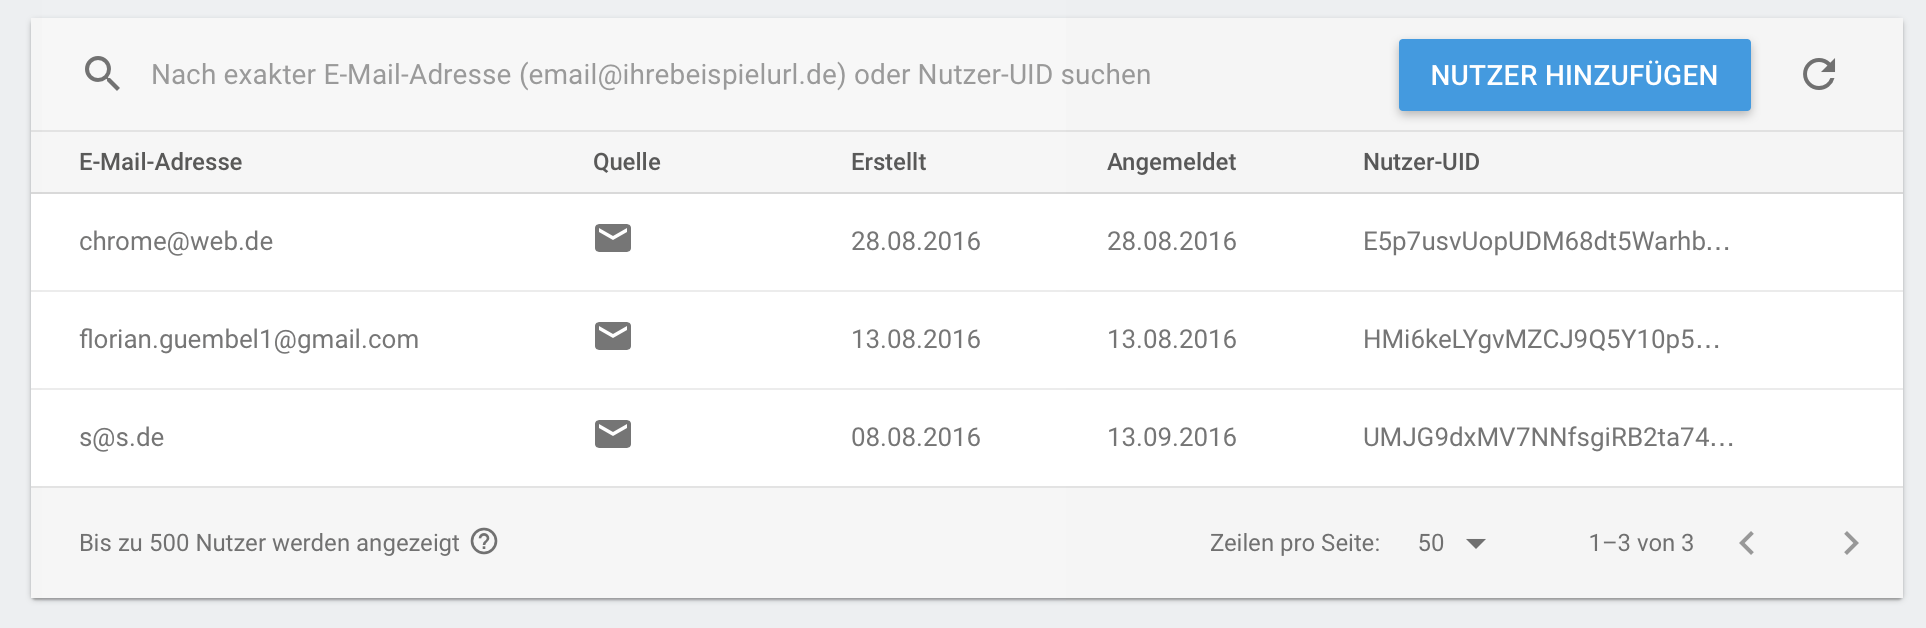 Nach exakter E-Mail-Adresse (email@ihrebeispielurl.de) oder Nutzer-UID suchen NUTZER HINZUFÜGEN
E-Mail-Adresse Quelle Erstellt Angemeldet Nutzer-UID
chrome@web.de 28.08.2016 28.08.2016 E5p7usvUopUDM68dt5Warhb...
florian.guembel1@gmail.com 13.08.2016 13.08.2016 HMi6keLYgvMZCJ9Q5Y10p5...
s@s.de 08.08.2016 13.09.2016 UMJG9dxMV7NNfsgiRB2ta74...
Bis zu 500 Nutzer werden angezeigt Zeilen pro Seite: 50 1–3 von 3